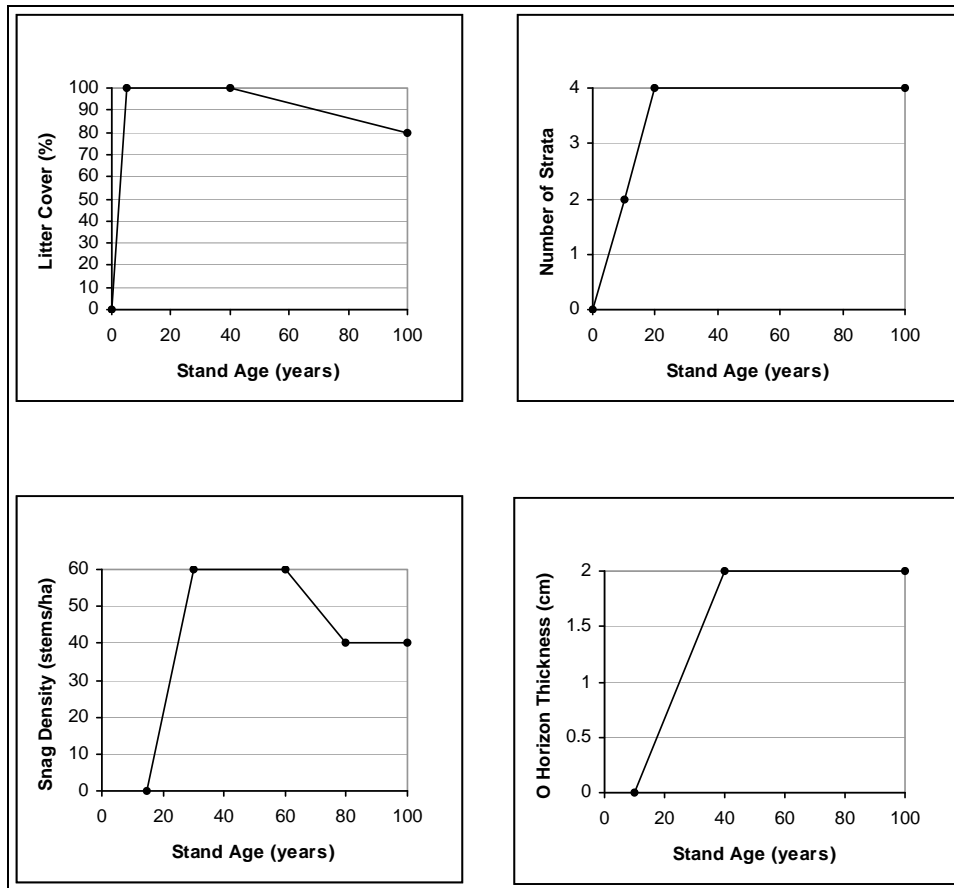 Litter Cover (%)
100
90
80
70
60
50
40
30
20
10
0
0 20 40 60 80 100
Stand Age (years)
Number of Strata
4
3
2
1
0
0 20 40 60 80 100
Stand Age (years)
Snag Density (stems/ha)
60
50
40
30
20
10
0
0 20 40 60 80 100
Stand Age (years)
O Horizon Thickness (cm)
2
1.5
1
0.5
0
0 20 40 60 80 100
Stand Age (years)